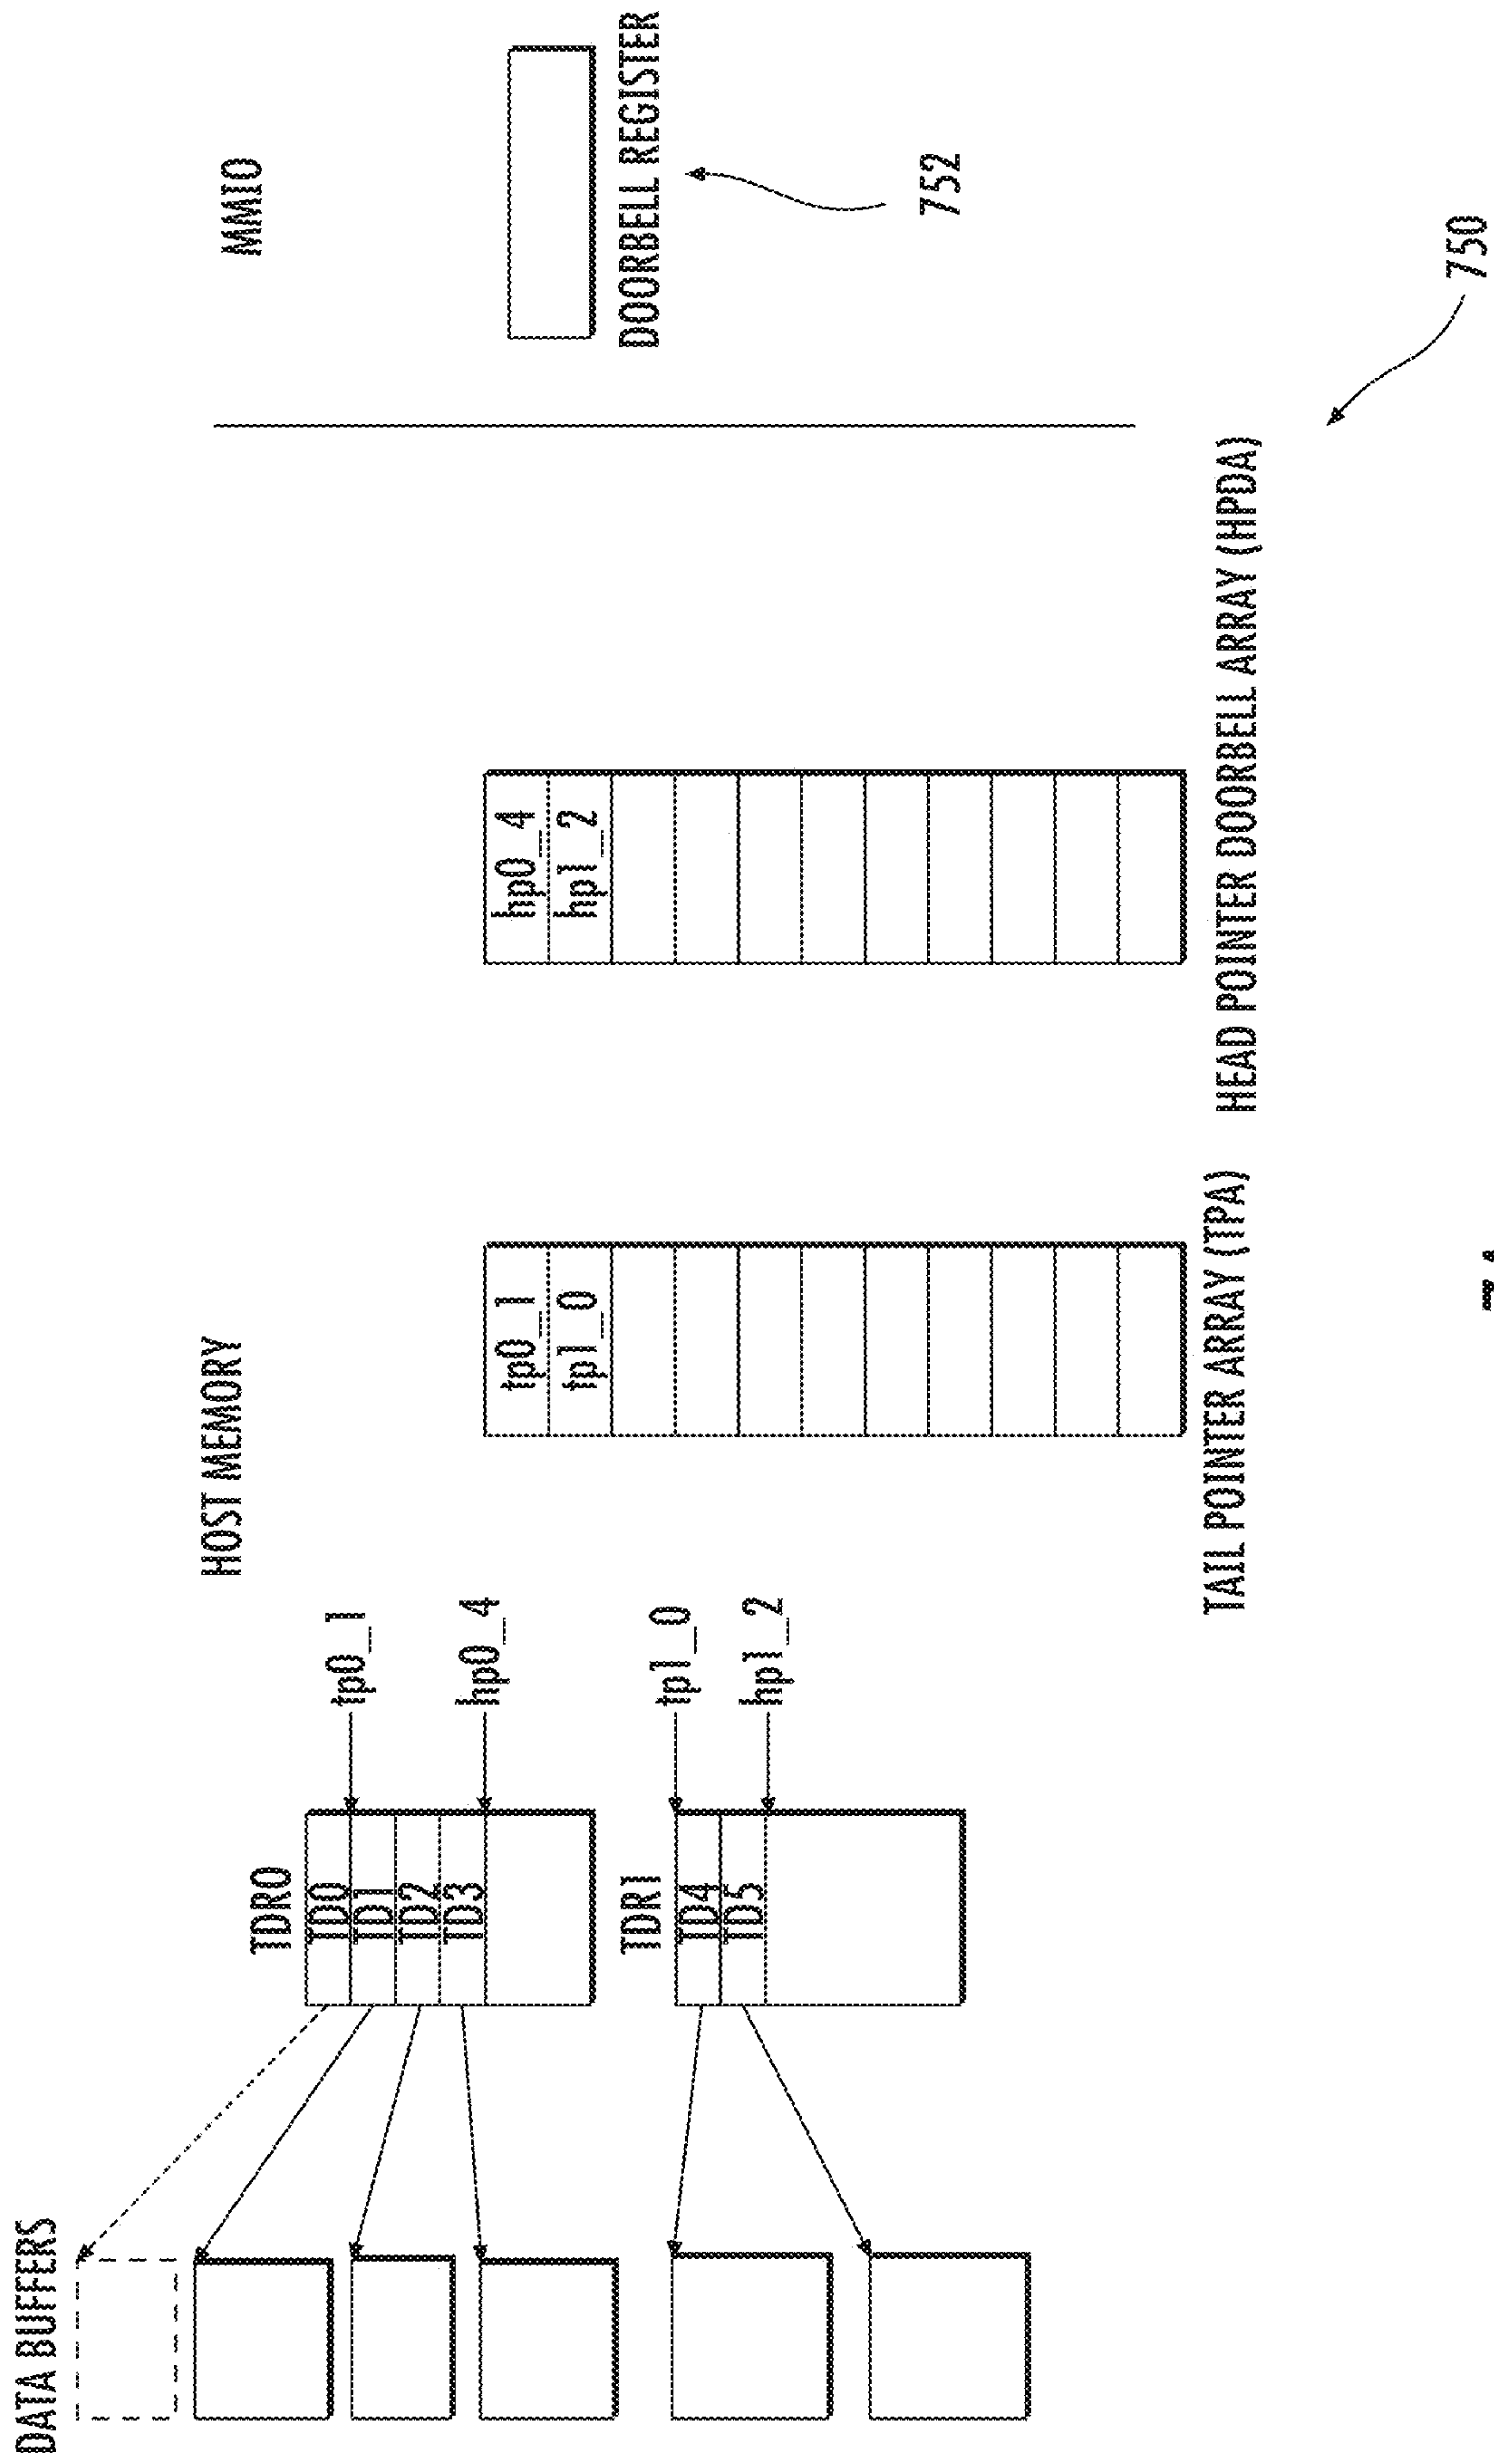 HOST MEMORY
MMIO
DATA BUFFERS
TDR0
TD0
TD1
TD2
TD3
tp0_1
hp0_4
TDR1
TD4
TD5
tp1_0
hp1_2
tp0_1
tp1_0
TAIL POINTER ARRAY (TPA)
hp0_4
hp1_2
HEAD POINTER DOORBELL ARRAY (HPDA)
DOORBELL REGISTER
752
750